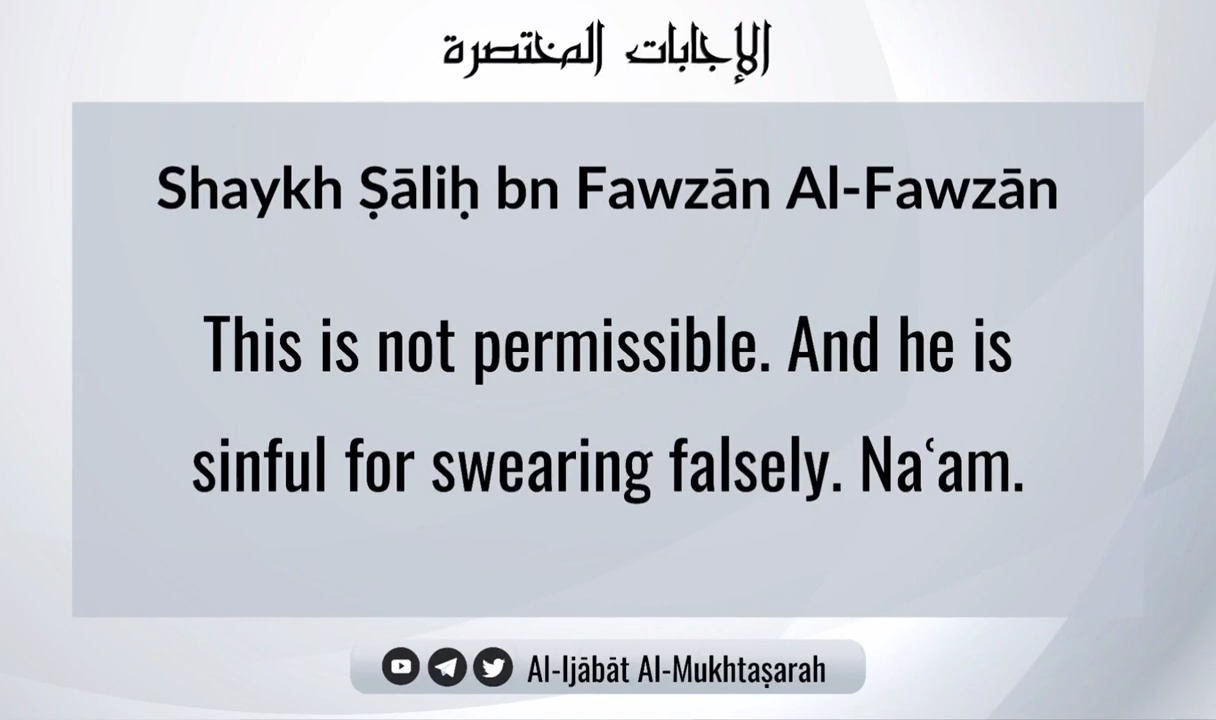 الإجابات المختصرة
Shaykh Ṣāliḥ bn Fawzān Al-Fawzān
This is not permissible. And he is
sinful for swearing falsely. Naʿam.
Al-Ijābāt Al-Mukhtaṣarah